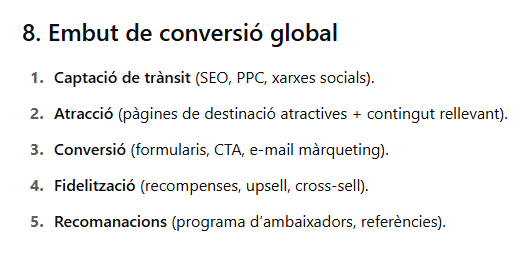 8. Embut de conversió global
1. Captació de trànsit (SEO, PPC, xarxes socials).
2. Atracció (pàgines de destinació atractives + contingut rellevant).
3. Conversió (formularis, CTA, e-mail màrqueting).
4. Fidelització (recompenses, upsell, cross-sell).
5. Recomanacions (programa d’ambaixadors, referències).